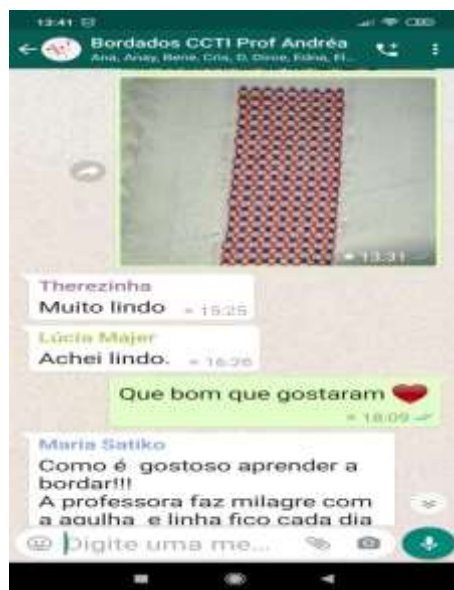 13:41
Bordados CCTI Prof Andréa
Ana, Anay, Bene, Cris, D, Dirce, Edna, El...
13:31
Therezinha
Muito lindo
15:25
Lúcia Majer
Achei lindo.
16:26
Que bom que gostaram
18:09
Maria Satiko
Como é gostoso aprender a
bordar!!!
A professora faz milagre com
a agulha e linha fico cada dia
Digite uma me...